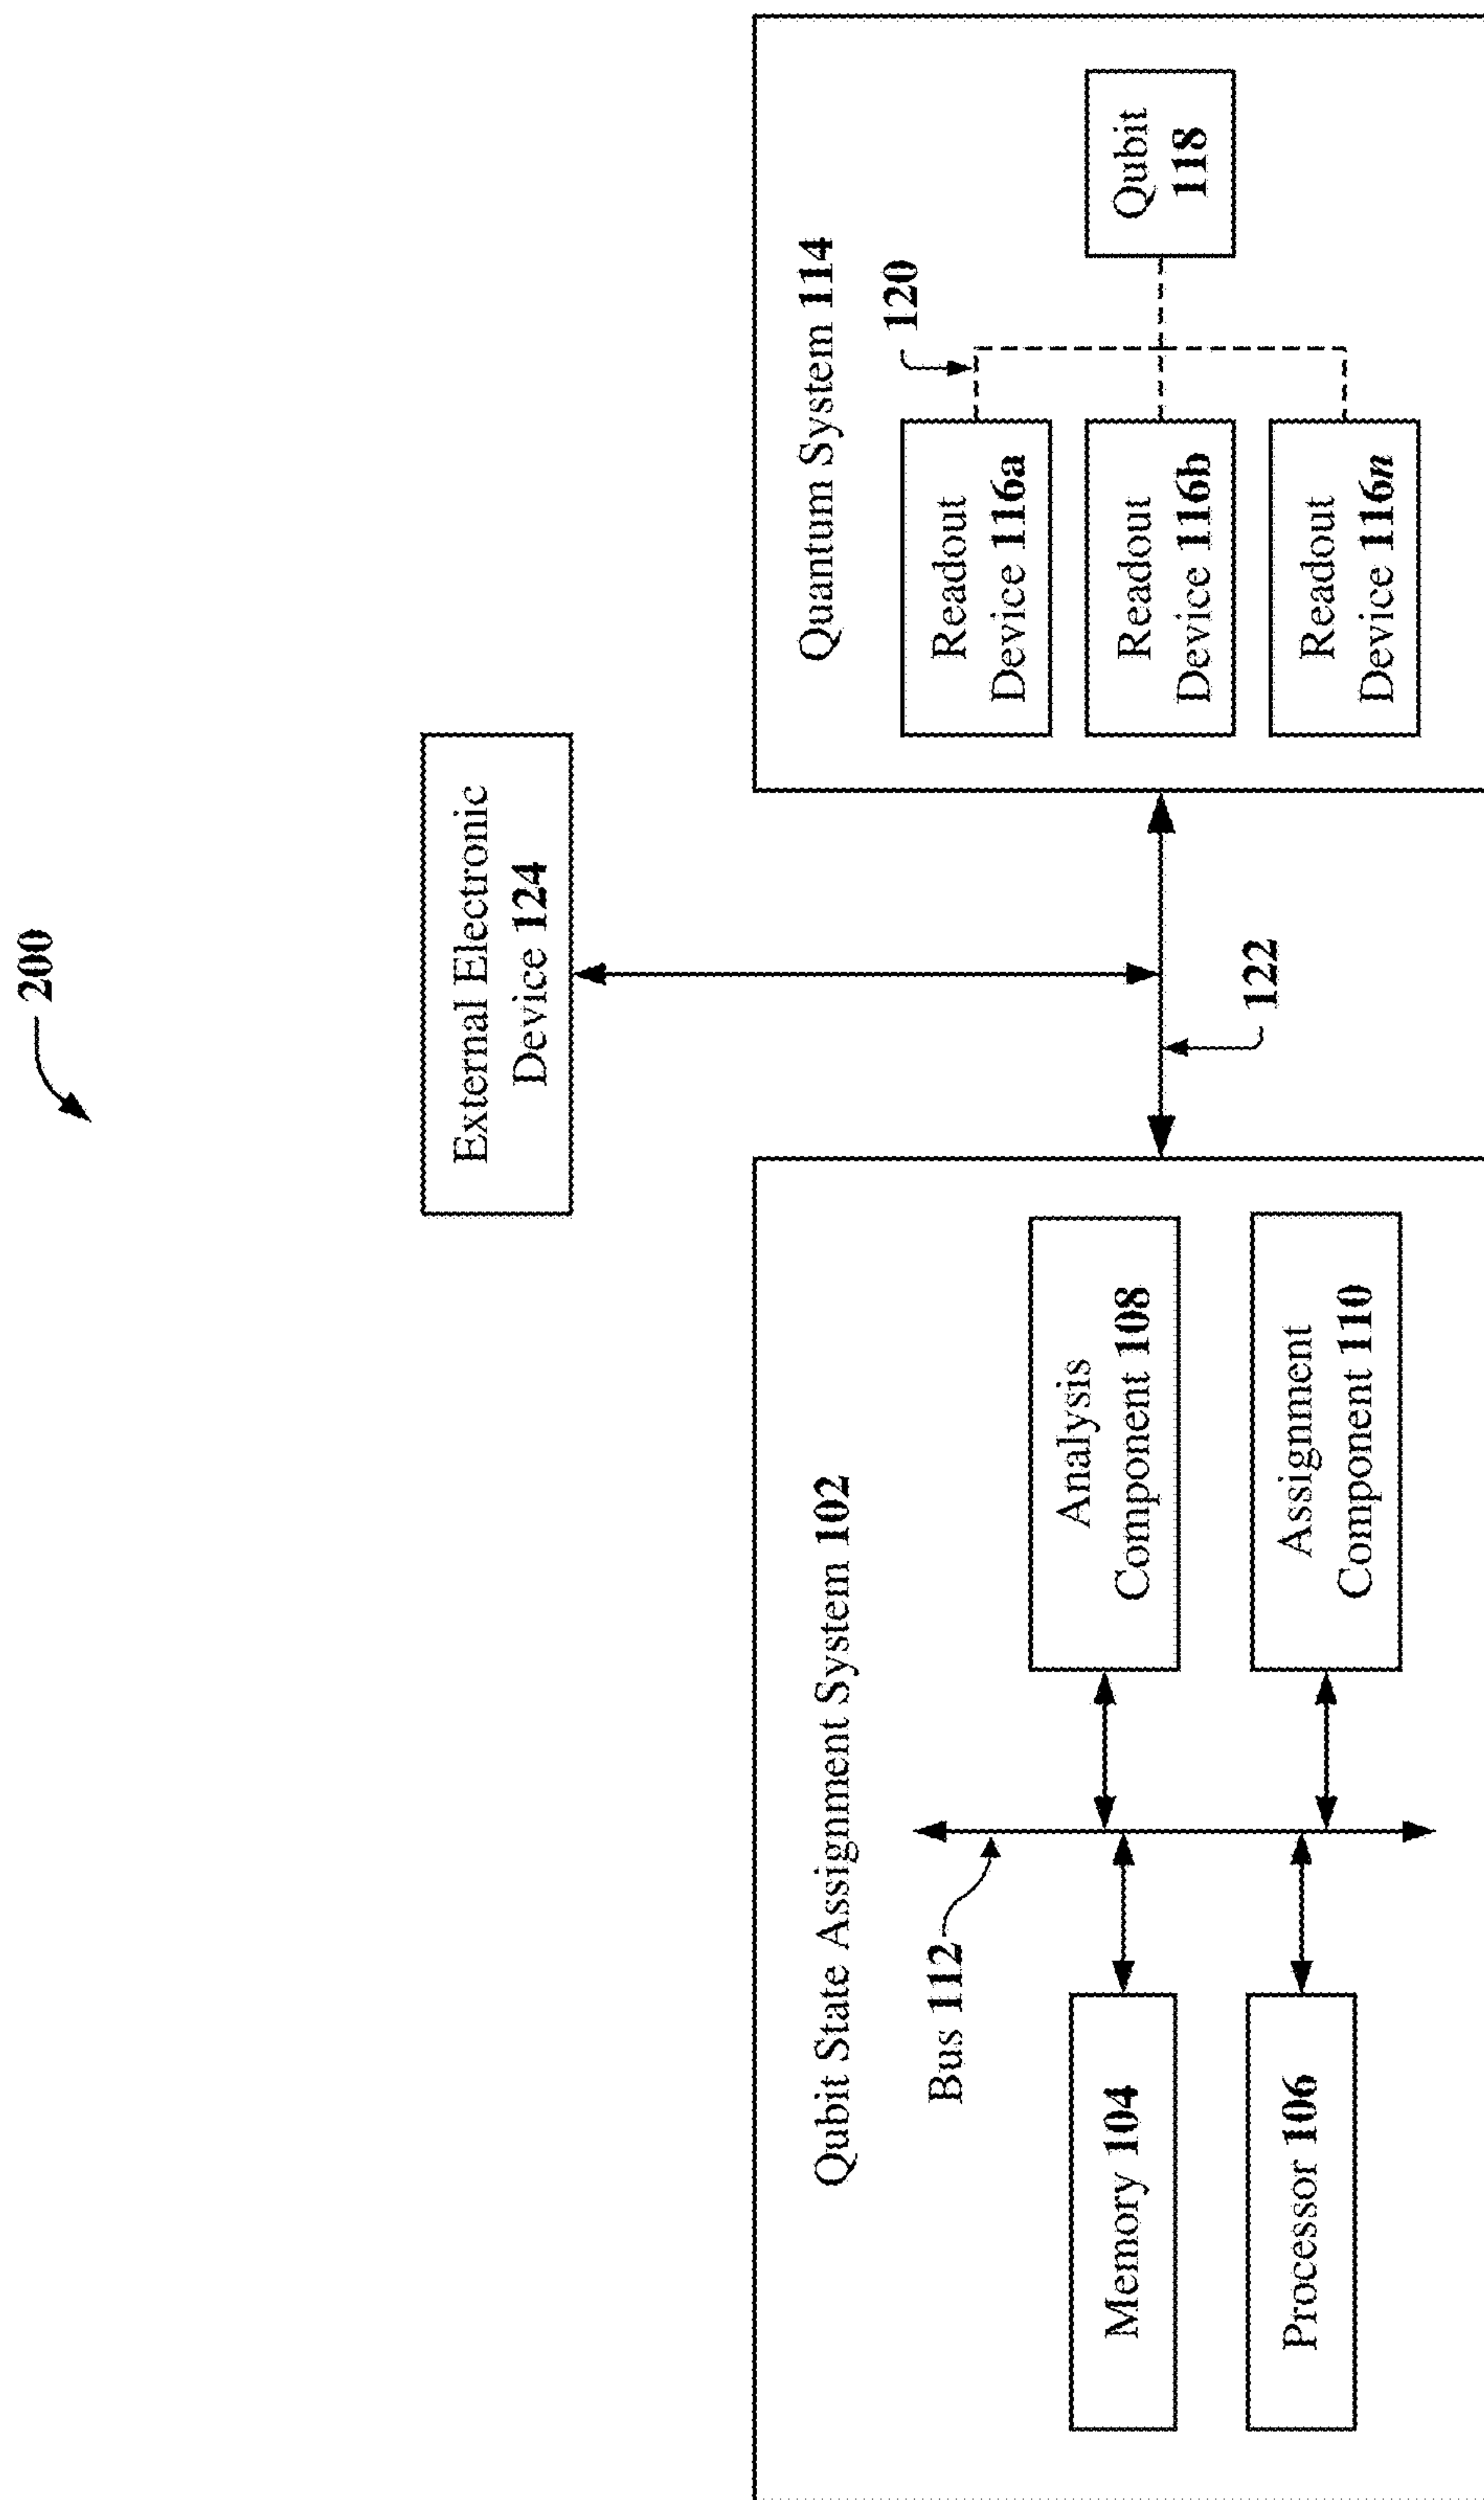 200
External Electronic
Device 124
Qubit State Assignment System 102
Bus 112
Memory 104
Processor 106
Analysis
Component 108
Assignment
Component 110
122
Quantum System 114
120
Readout
Device 116a
Readout
Device 116b
Readout
Device 116n
Qubit
118